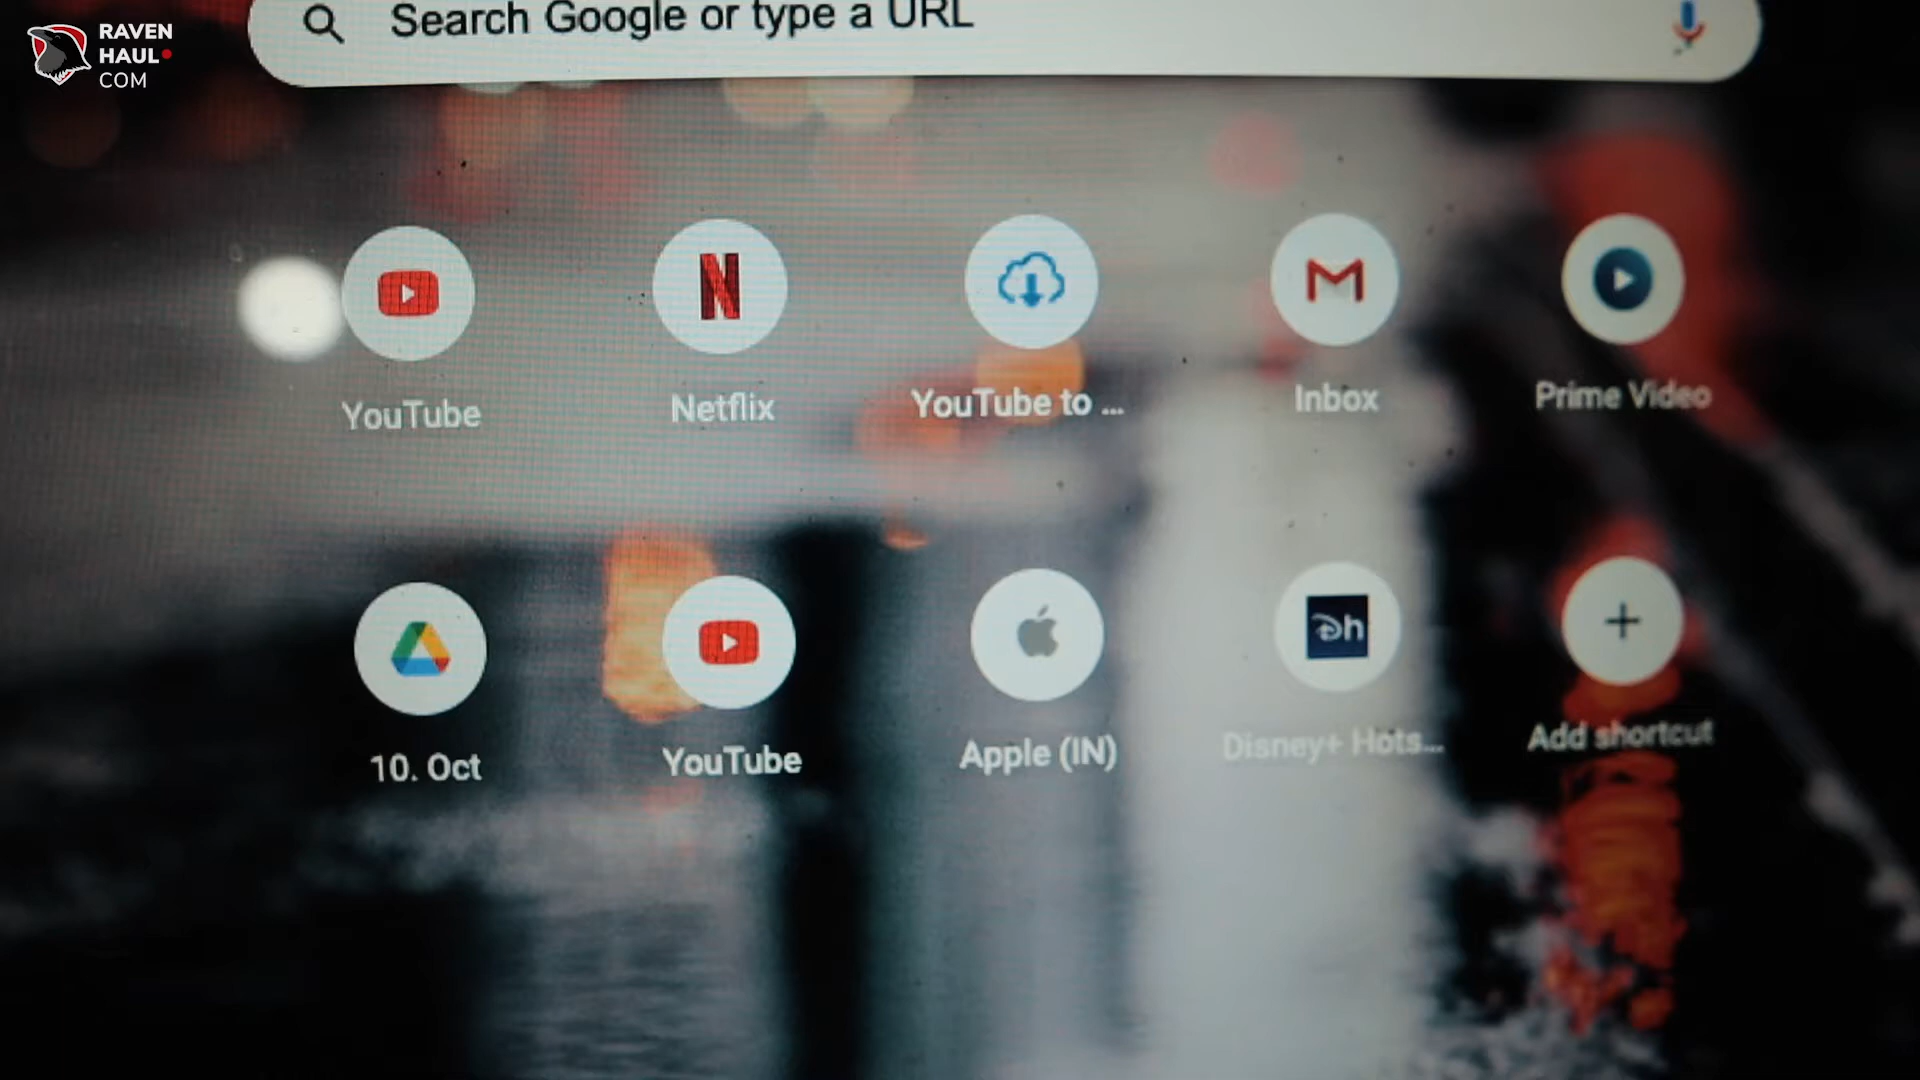 RAVEN
HAUL
COM
Search Google or type a URL
YouTube
Netflix
YouTube to ...
Inbox
Prime Video
10. Oct
YouTube
Apple (IN)
Disney+ Hots...
Add shortcut